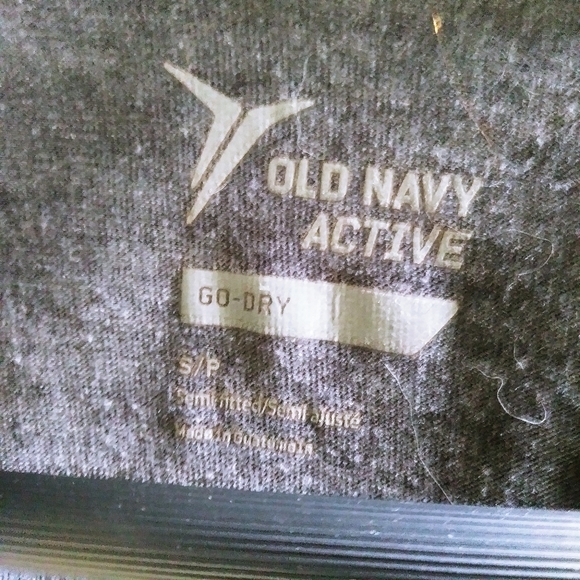 OLD NAVY
ACTIVE
GO-DRY
S/P
Semi-fitted/Semi ajusté
Made in Guatemala